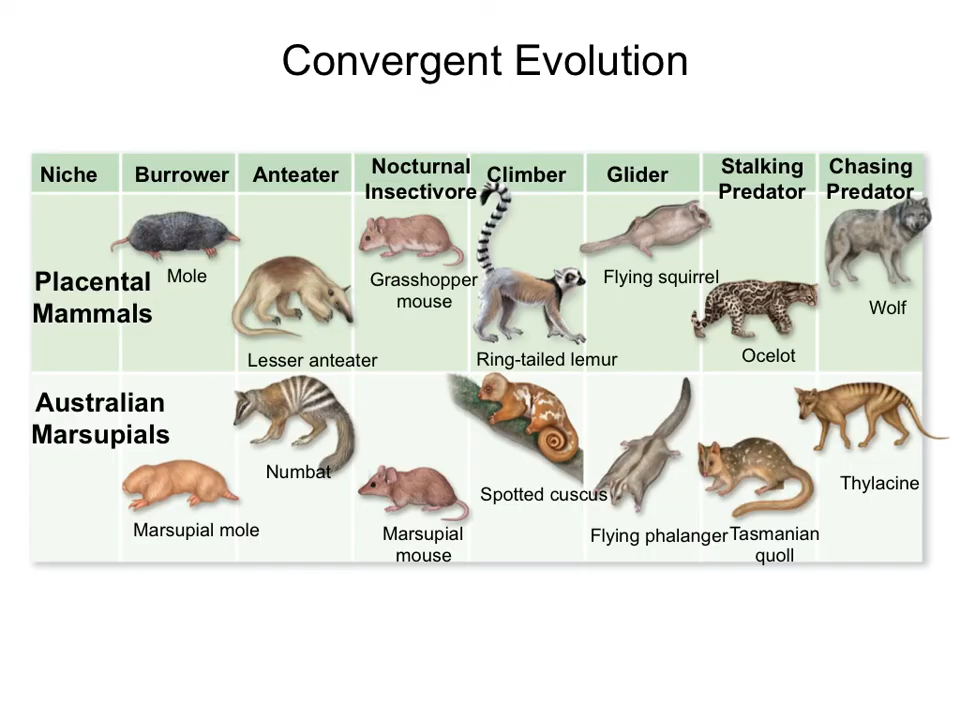 Convergent Evolution
Niche Burrower Anteater Nocturnal Insectivore Climber Glider Stalking Predator Chasing Predator
Placental
Mammals
Mole
Lesser anteater
Grasshopper
mouse
Ring-tailed lemur
Flying squirrel
Ocelot
Wolf
Australian
Marsupials
Marsupial mole
Numbat
Marsupial
mouse
Spotted cuscus
Flying phalanger
Tasmanian
quoll
Thylacine